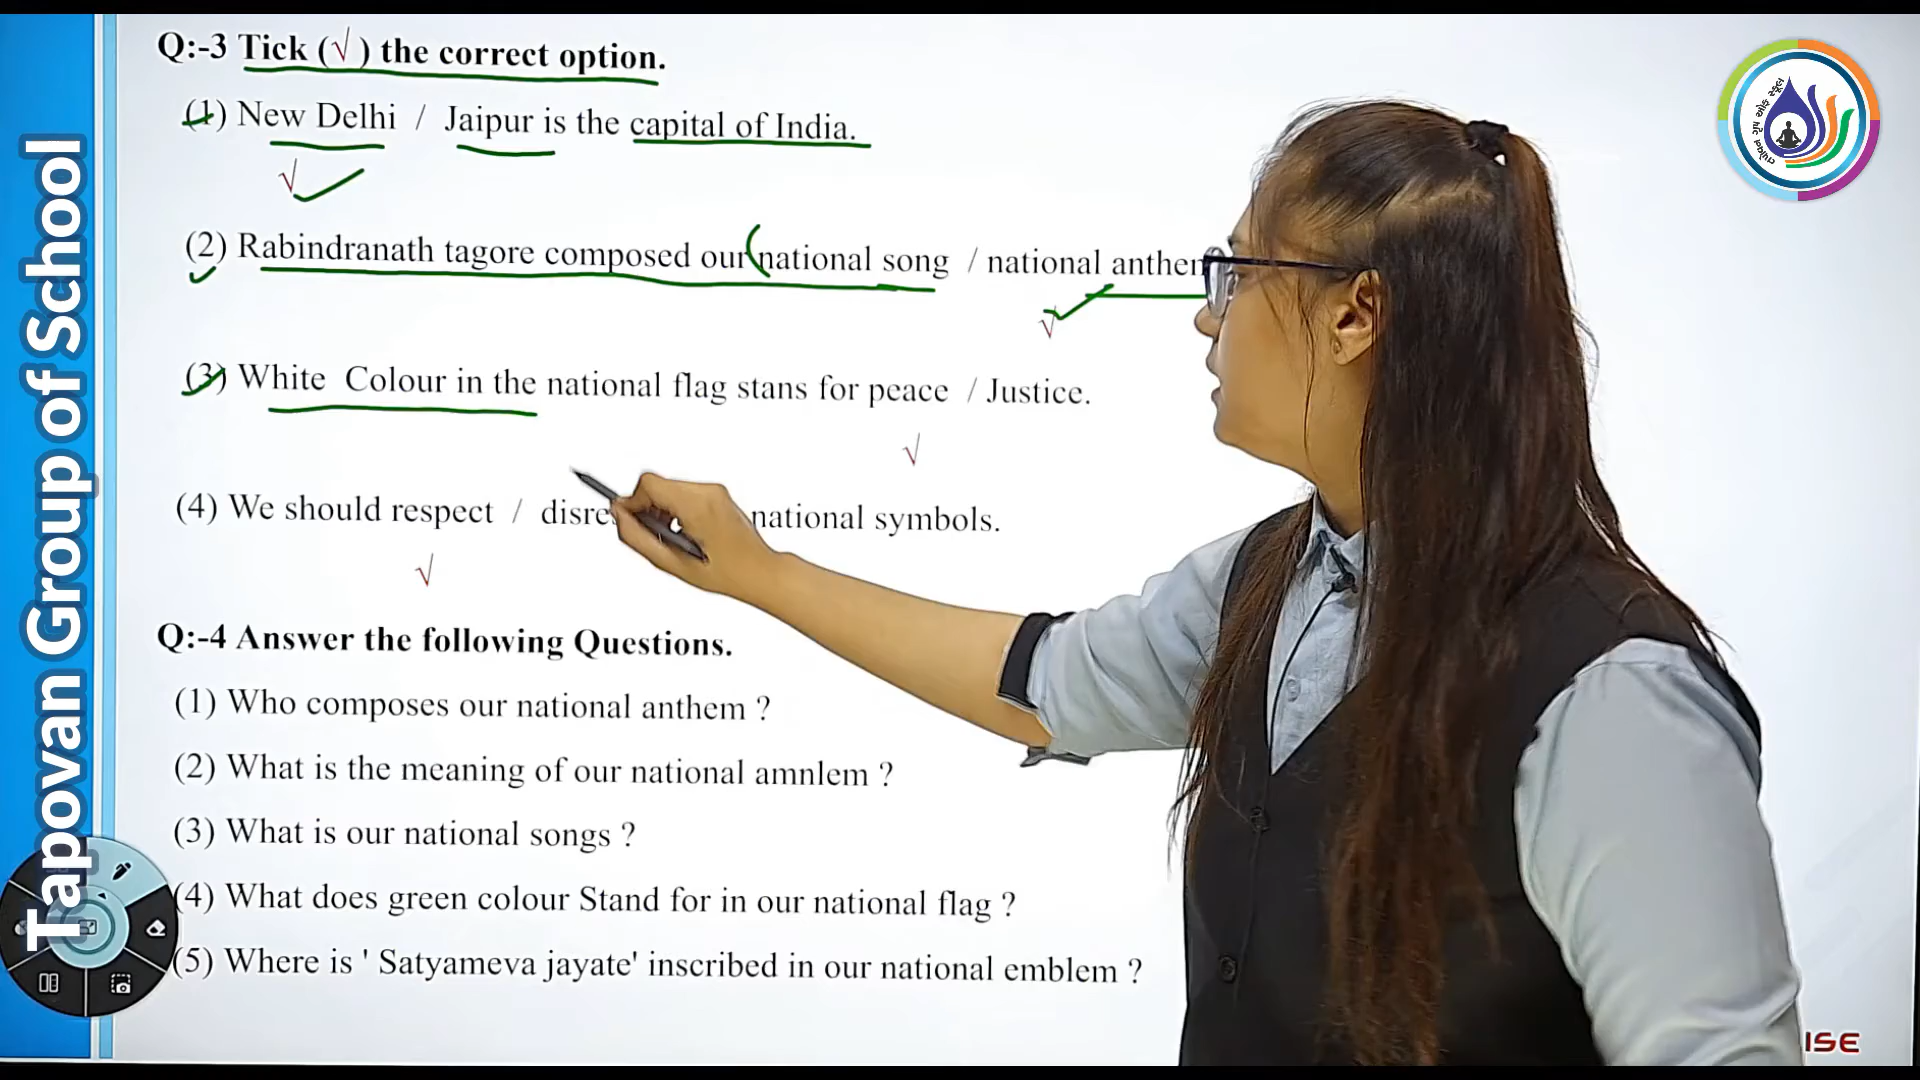 Tapovan Group of School
Q:-3 Tick (√ ) the correct option.
(1) New Delhi / Jaipur is the capital of India.
√
(2) Rabindranath tagore composed our national song / national
√
(3) White Colour in the national flag stans for peace / Justice.
√
(4) We should respect / national symbols.
√
Q:-4 Answer the following Questions.
(1) Who composes our national anthem ?
(2) What is the meaning of our national amnlem ?
(3) What is our national songs ?
(4) What does green colour Stand for in our national flag ?
(5) Where is ' Satyameva jayate' inscribed in our national emblem ?